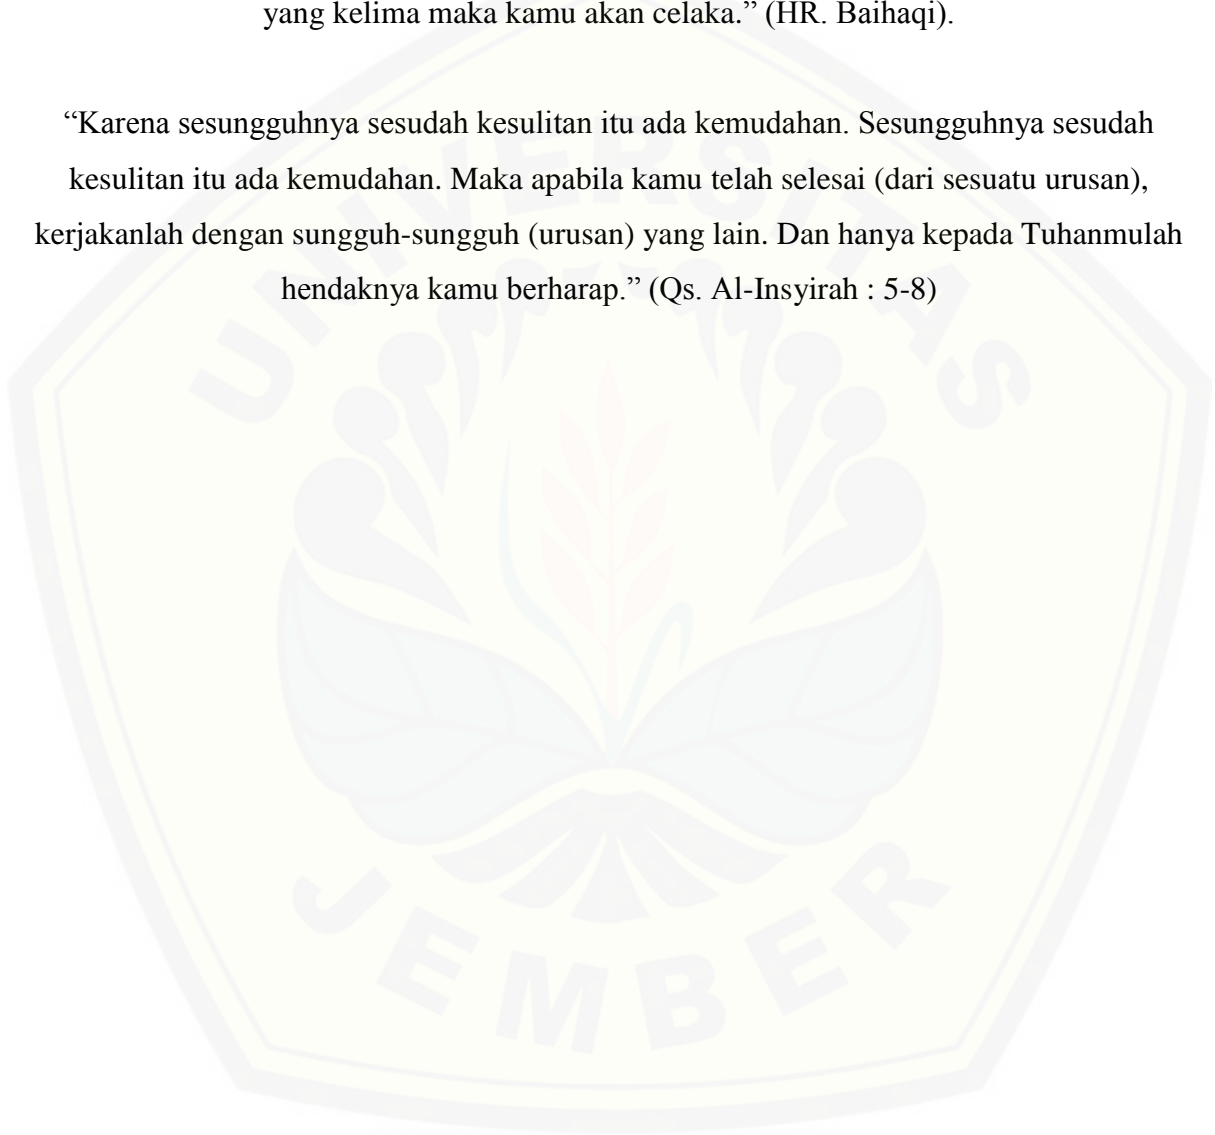 yang kelima maka kamu akan celaka.” (HR. Baihaqi).
“Karena sesungguhnya sesudah kesulitan itu ada kemudahan. Sesungguhnya sesudah
kesulitan itu ada kemudahan. Maka apabila kamu telah selesai (dari sesuatu urusan),
kerjakanlah dengan sungguh-sungguh (urusan) yang lain. Dan hanya kepada Tuhanmulah
hendaknya kamu berharap.” (Qs. Al-Insyirah : 5-8)
UNIVERSITAS
JEMBER